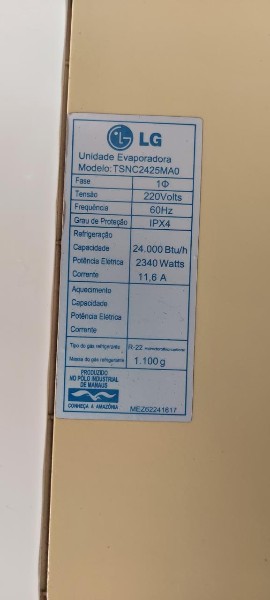 LG
Unidade Evaporadora
Modelo: TSNC2425MA0
Fase 1Φ
Tensão 220Volts
Frequência 60Hz
Grau de Proteção IPX4
Refrigeração
Capacidade 24.000 Btu/h
Potência Elétrica 2340 Watts
Corrente 11,6 A
Aquecimento
Capacidade
Potência Elétrica
Corrente
Tipo do gás refrigerante R-22
Massa do gás refrigerante 1.100g
PRODUZIDO
NO PÓLO INDUSTRIAL
DE MANAUS
CONHEÇA A AMAZÔNIA
MEZ62241617